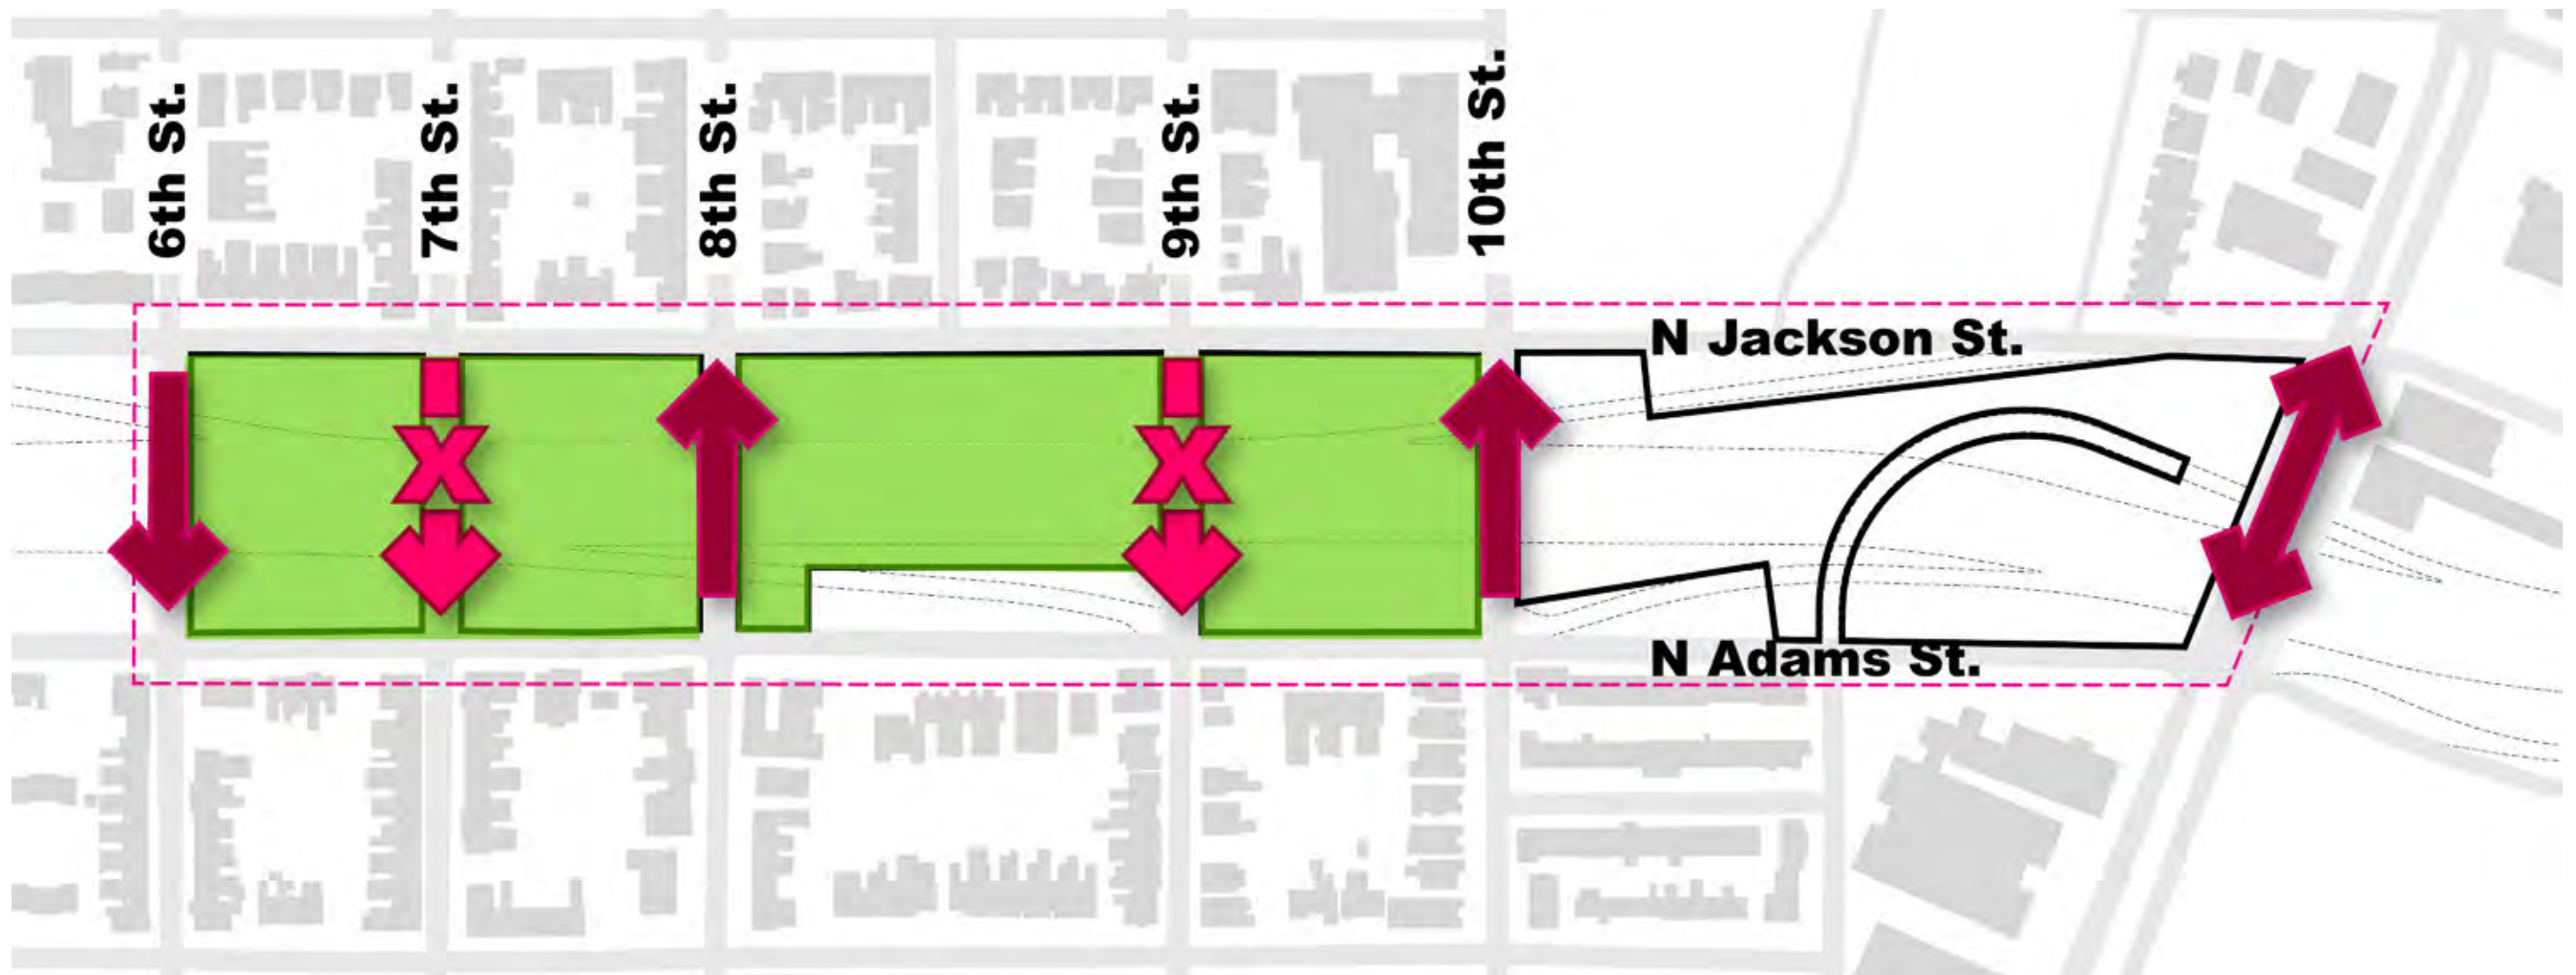 6th St.
7th St.
8th St.
9th St.
10th St.
N Jackson St.
X
X
N Adams St.